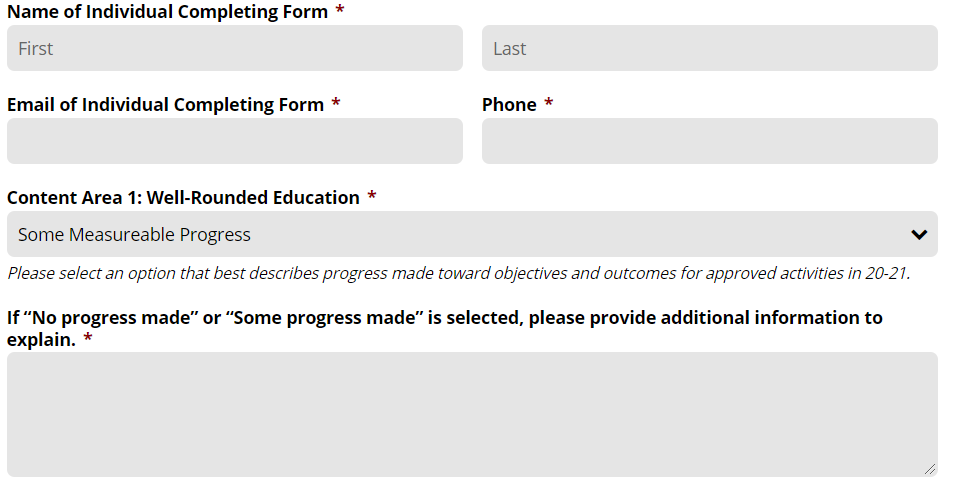 Name of Individual Completing Form *
First
Last
Email of Individual Completing Form *
Phone *
Content Area 1: Well-Rounded Education *
Some Measureable Progress
Please select an option that best describes progress made toward objectives and outcomes for approved activities in 20-21.
If “No progress made” or “Some progress made” is selected, please provide additional information to
explain. *